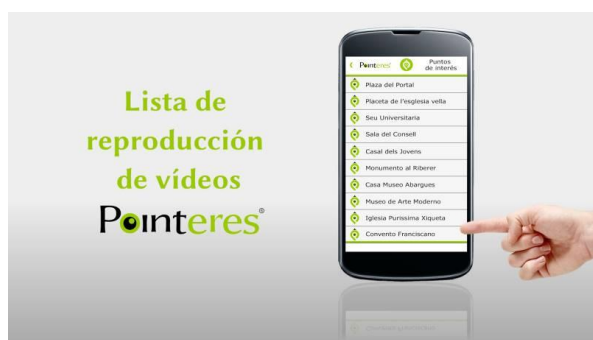 Lista de
reproducción
de vídeos
Pointeres®
Pointeres
Puntos
de interés
Plaza del Portal
Placeta de l'esglesia vella
Seu Universitaria
Sala del Consell
Casal dels Jovens
Monumento al Riberer
Casa Museo Abargues
Museo de Arte Moderno
Iglesia Purissima Xiqueta
Convento Franciscano